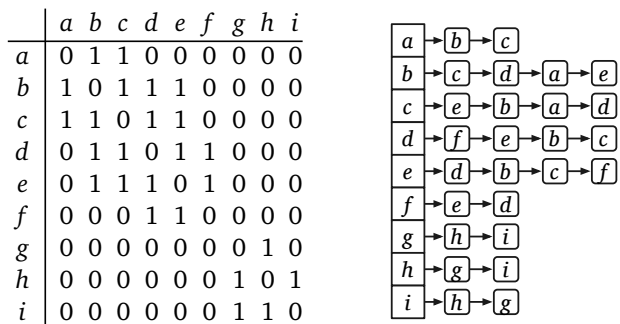 a b c d e f g h i
a 0 1 1 0 0 0 0 0 0
b 1 0 1 1 1 0 0 0 0
c 1 1 0 1 1 0 0 0 0
d 0 1 1 0 1 1 0 0 0
e 0 1 1 1 0 1 0 0 0
f 0 0 0 1 1 0 0 0 0
g 0 0 0 0 0 0 0 1 0
h 0 0 0 0 0 0 1 0 1
i 0 0 0 0 0 0 1 1 0
a b c
b c d a e
c e b a d
d f e b c
e d b c f
f e d
g h i
h g i
i h g